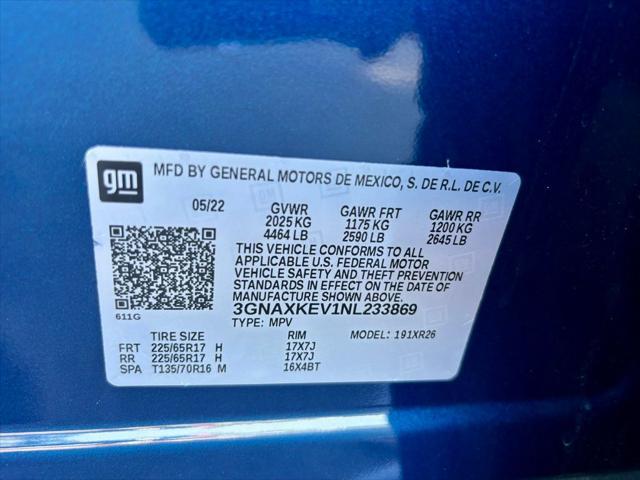 gm
MFD BY GENERAL MOTORS DE MEXICO, S. DE R.L. DE C.V.
05/22 GVWR GAWR FRT GAWR RR
2025 KG 1175 KG 1200 KG
4464 LB 2590 LB 2645 LB
THIS VEHICLE CONFORMS TO ALL
APPLICABLE U.S. FEDERAL MOTOR
VEHICLE SAFETY AND THEFT PREVENTION
STANDARDS IN EFFECT ON THE DATE OF
MANUFACTURE SHOWN ABOVE.
611G
3GNAXKEV1NL233869
TYPE: MPV MODEL: 191XR26
TIRE SIZE RIM
FRT 225/65R17 H 17X7J
RR 225/65R17 H 17X7J
SPA T135/70R16 M 16X4BT